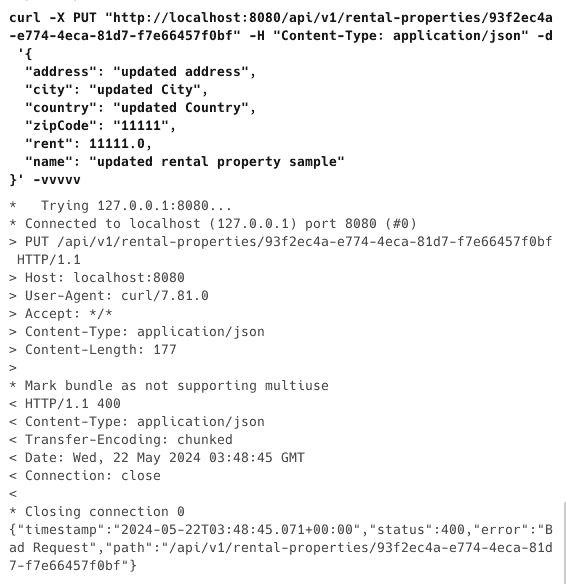 curl -X PUT "http://localhost:8080/api/v1/rental-properties/93f2ec4a
-e774-4eca-81d7-f7e66457f0bf" -H "Content-Type: application/json" -d
 '{
  "address": "updated address",
  "city": "updated City",
  "country": "updated Country",
  "zipCode": "11111",
  "rent": 11111.0,
  "name": "updated rental property sample"
}' -vvvvv
*   Trying 127.0.0.1:8080...
* Connected to localhost (127.0.0.1) port 8080 (#0)
> PUT /api/v1/rental-properties/93f2ec4a-e774-4eca-81d7-f7e66457f0bf
 HTTP/1.1
> Host: localhost:8080
> User-Agent: curl/7.81.0
> Accept: */*
> Content-Type: application/json
> Content-Length: 177
>
* Mark bundle as not supporting multiuse
< HTTP/1.1 400
< Content-Type: application/json
< Transfer-Encoding: chunked
< Date: Wed, 22 May 2024 03:48:45 GMT
< Connection: close
<
* Closing connection 0
{"timestamp":"2024-05-22T03:48:45.071+00:00","status":400,"error":"B
ad Request","path":"/api/v1/rental-properties/93f2ec4a-e774-4eca-81d
7-f7e66457f0bf"}